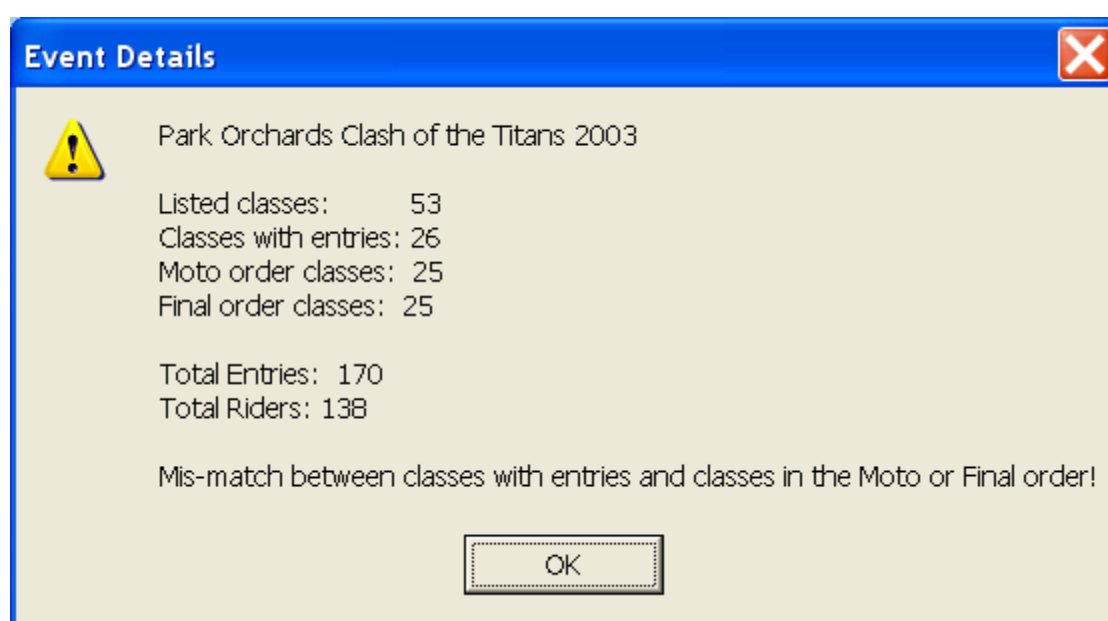 Event Details
Park Orchards Clash of the Titans 2003
Listed classes: 53
Classes with entries: 26
Moto order classes: 25
Final order classes: 25
Total Entries: 170
Total Riders: 138
Mis-match between classes with entries and classes in the Moto or Final order!
OK